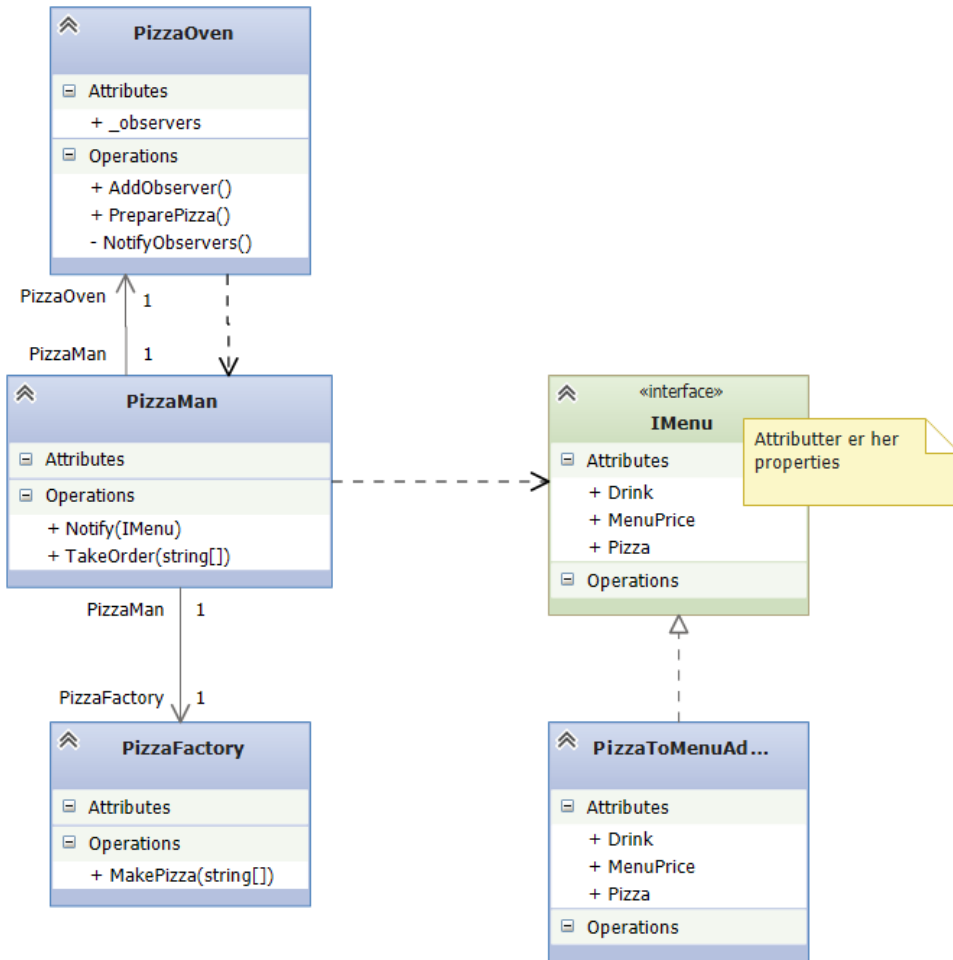 PizzaOven
Attributes
+ _observers
Operations
+ AddObserver()
+ PreparePizza()
- NotifyObservers()
PizzaOven 1
PizzaMan 1
PizzaMan
Attributes
Operations
+ Notify(IMenu)
+ TakeOrder(string[])
«interface»
IMenu
Attributes
+ Drink
+ MenuPrice
+ Pizza
Operations
Attributter er her
properties
PizzaMan 1
PizzaFactory 1
PizzaFactory
Attributes
Operations
+ MakePizza(string[])
PizzaToMenuAd...
Attributes
+ Drink
+ MenuPrice
+ Pizza
Operations